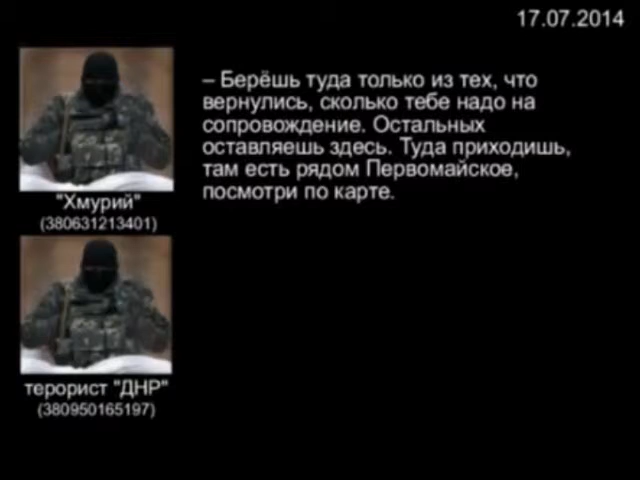 17.07.2014
– Берёшь туда только из тех, что
вернулись, сколько тебе надо на
сопровождение. Остальных
оставляешь здесь. Туда приходишь,
там есть рядом Первомайское,
посмотри по карте.
"Хмурий"
(380631213401)
терорист "ДНР"
(380950165197)